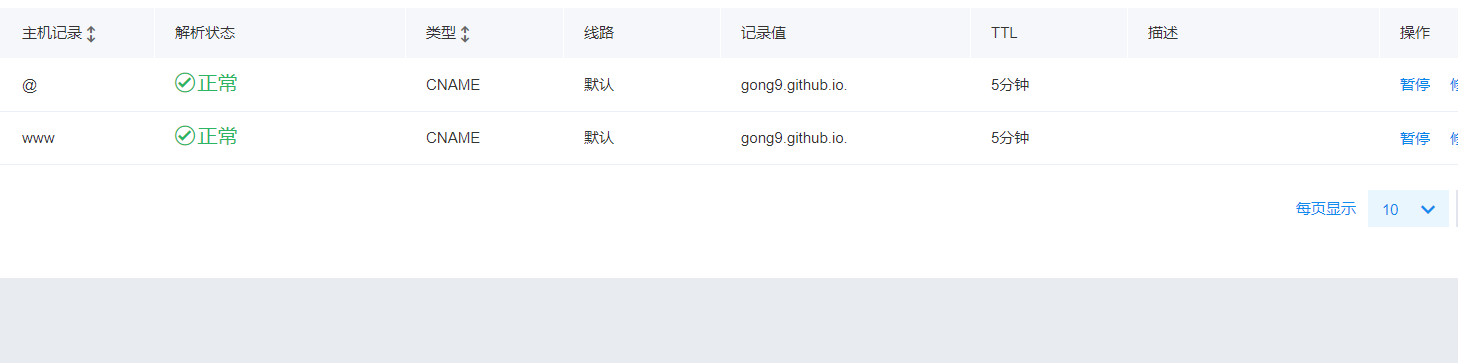 主机记录 解析状态 类型 线路 记录值 TTL 描述 操作
@ 正常 CNAME 默认 gong9.github.io. 5分钟 暂停
www 正常 CNAME 默认 gong9.github.io. 5分钟 暂停
每页显示 10